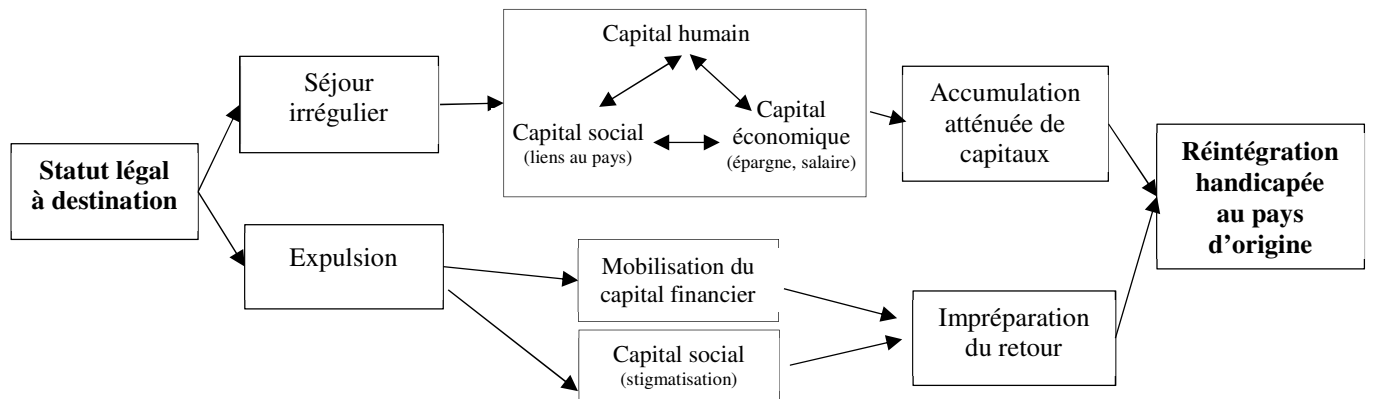 Statut légal
à destination
Séjour
irrégulier
Expulsion
Capital humain
Capital social
(liens au pays)
Capital
économique
(épargne, salaire)
Mobilisation du
capital financier
Capital social
(stigmatisation)
Accumulation
atténuée de
capitaux
Impréparation
du retour
Réintégration
handicapée
au pays
d’origine